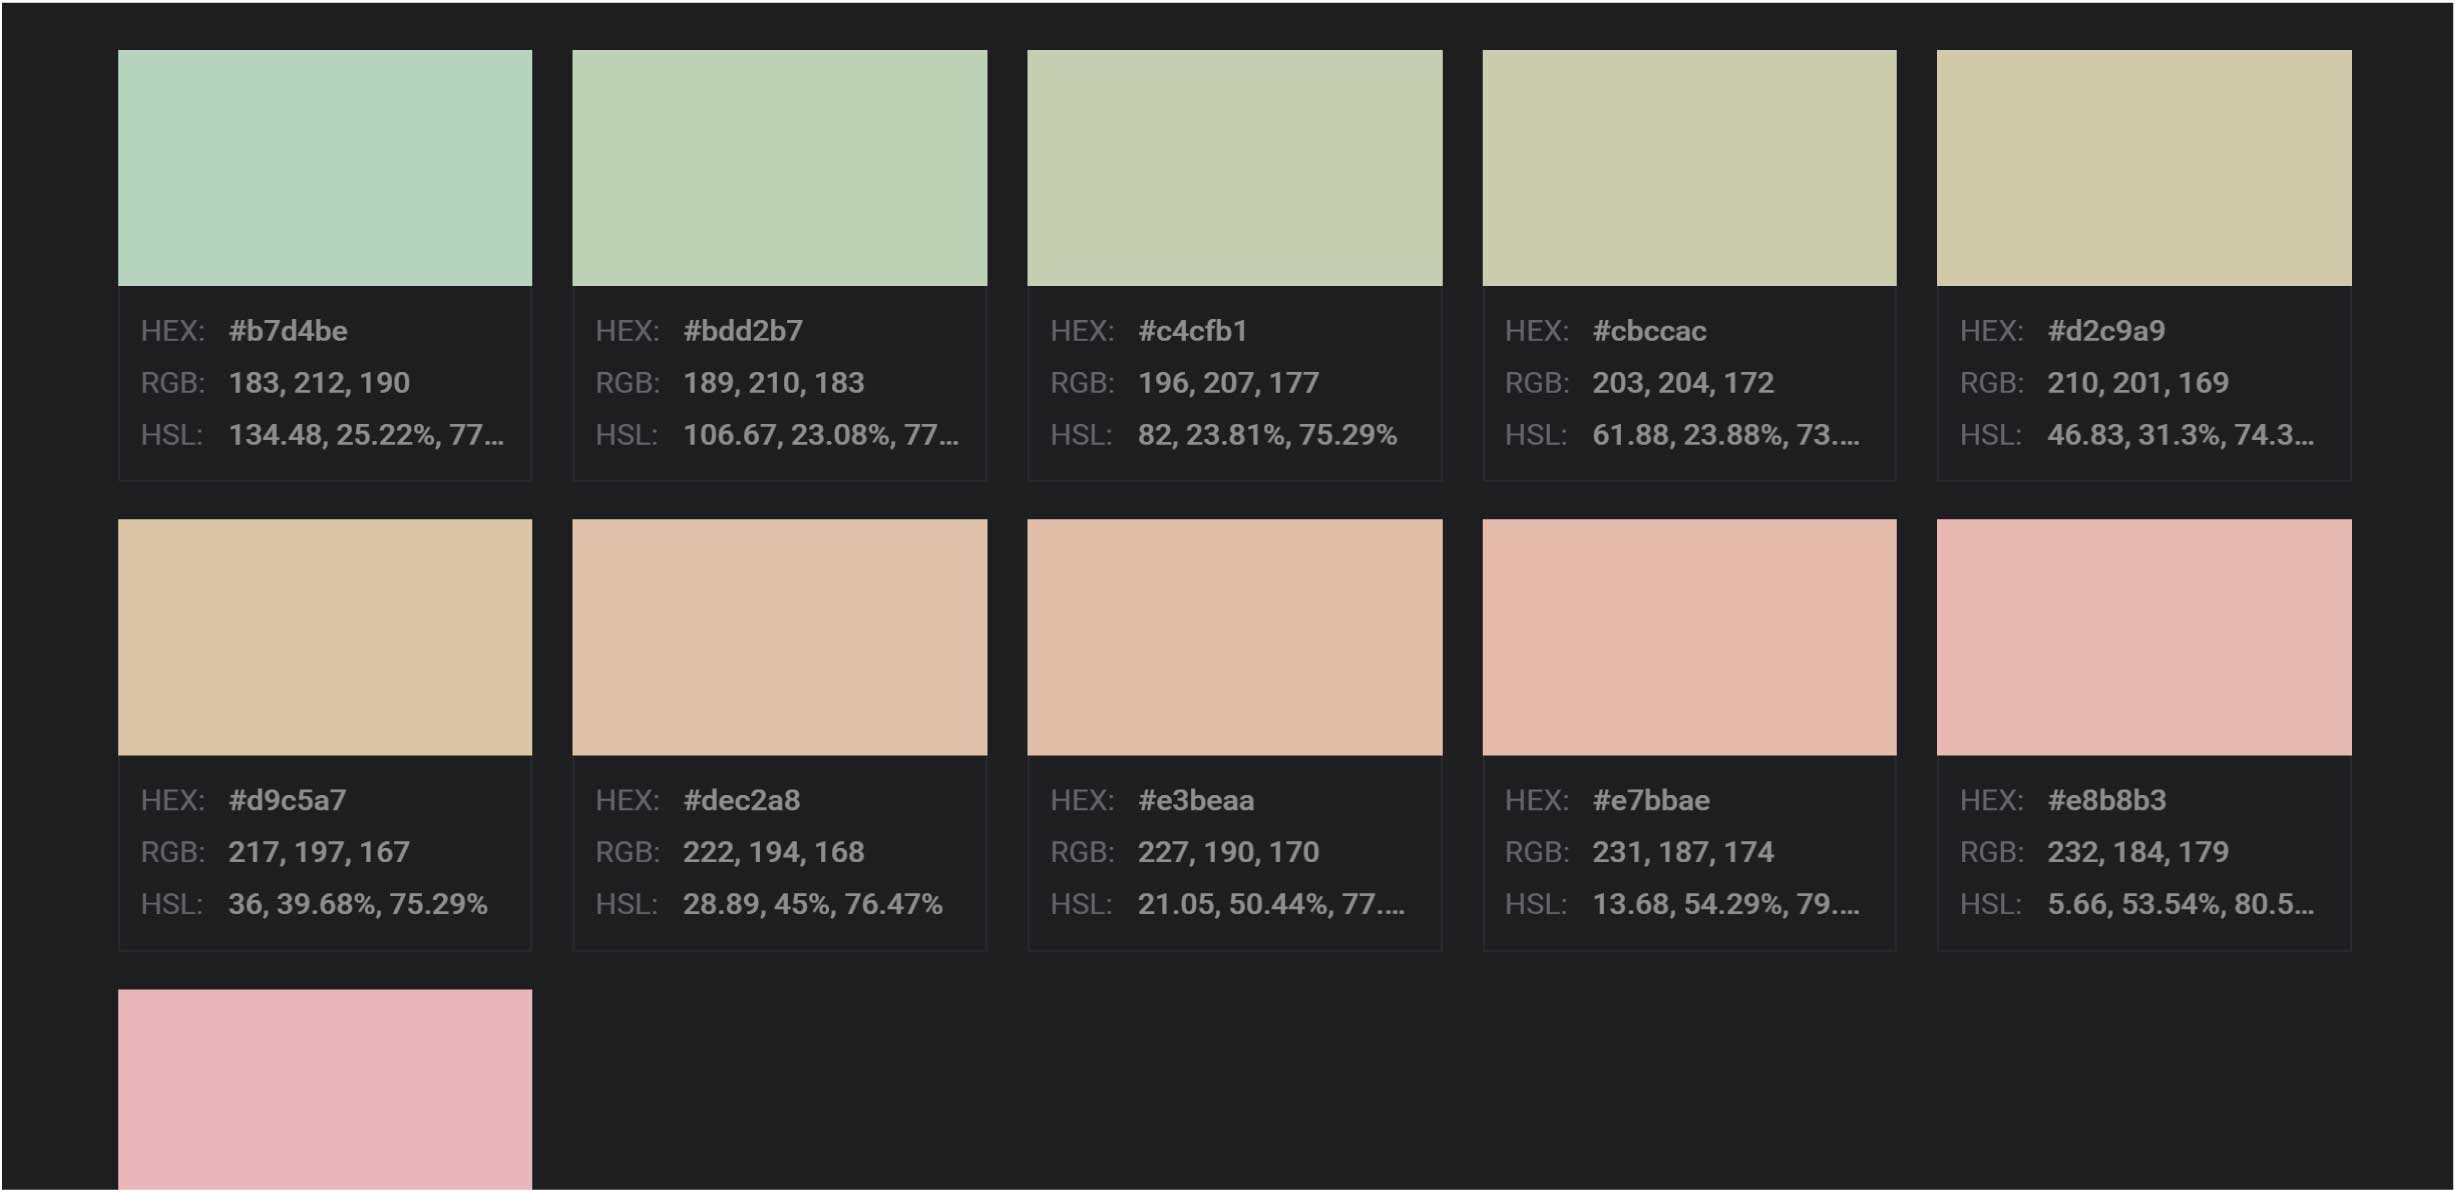 HEX: #b7d4be
RGB: 183, 212, 190
HSL: 134.48, 25.22%, 77...
HEX: #bdd2b7
RGB: 189, 210, 183
HSL: 106.67, 23.08%, 77...
HEX: #c4cfb1
RGB: 196, 207, 177
HSL: 82, 23.81%, 75.29%
HEX: #cbccac
RGB: 203, 204, 172
HSL: 61.88, 23.88%, 73....
HEX: #d2c9a9
RGB: 210, 201, 169
HSL: 46.83, 31.3%, 74.3...
HEX: #d9c5a7
RGB: 217, 197, 167
HSL: 36, 39.68%, 75.29%
HEX: #dec2a8
RGB: 222, 194, 168
HSL: 28.89, 45%, 76.47%
HEX: #e3beaa
RGB: 227, 190, 170
HSL: 21.05, 50.44%, 77....
HEX: #e7bbae
RGB: 231, 187, 174
HSL: 13.68, 54.29%, 79....
HEX: #e8b8b3
RGB: 232, 184, 179
HSL: 5.66, 53.54%, 80.5...